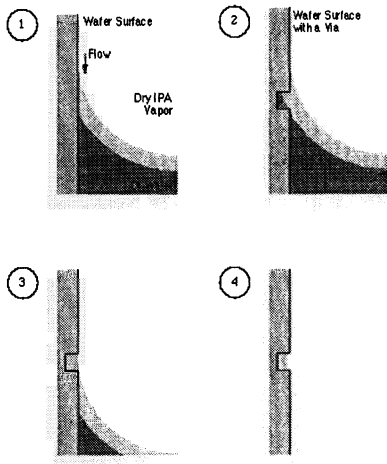 1
Wafer Surface
Flow
Dry IPA
Vapor
2
Wafer Surface
with a Via
3
4